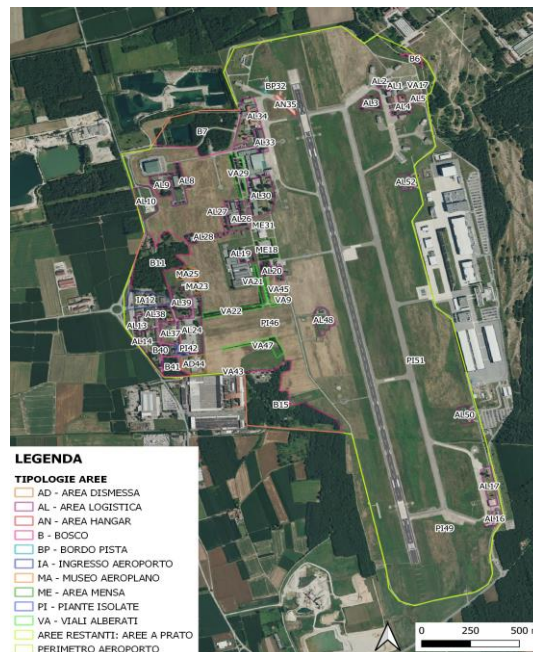 B6
AL2
AL1
VA17
BP32
AL3
AL5
AL4
AN35
AL34
B7
AL33
VA29
AL9
AL8
AL52
AL10
AL30
AL27
AL26
ME31
AL28
AL19
ME18
B11
AL20
MA25
VA21
MA23
VA45
IA12
AL39
VA9
AL38
VA22
AL48
AL13
PI46
AL37
AL24
AL14
B40
PI42
VA47
PI51
B41
AD44
VA43
B15
AL50
LEGENDA
TIPOLOGIE AREE
AD - AREA DISMESSA
AL - AREA LOGISTICA
AN - AREA HANGAR
B - BOSCO
BP - BORDO PISTA
IA - INGRESSO AEROPORTO
MA - MUSEO AEROPLANO
ME - AREA MENSA
PI - PIANTE ISOLATE
VA - VIALI ALBERATI
AREE RESTANTI: AREE A PRATO
PERIMETRO AEROPORTO
AL17
AL16
PI49
0 250 500